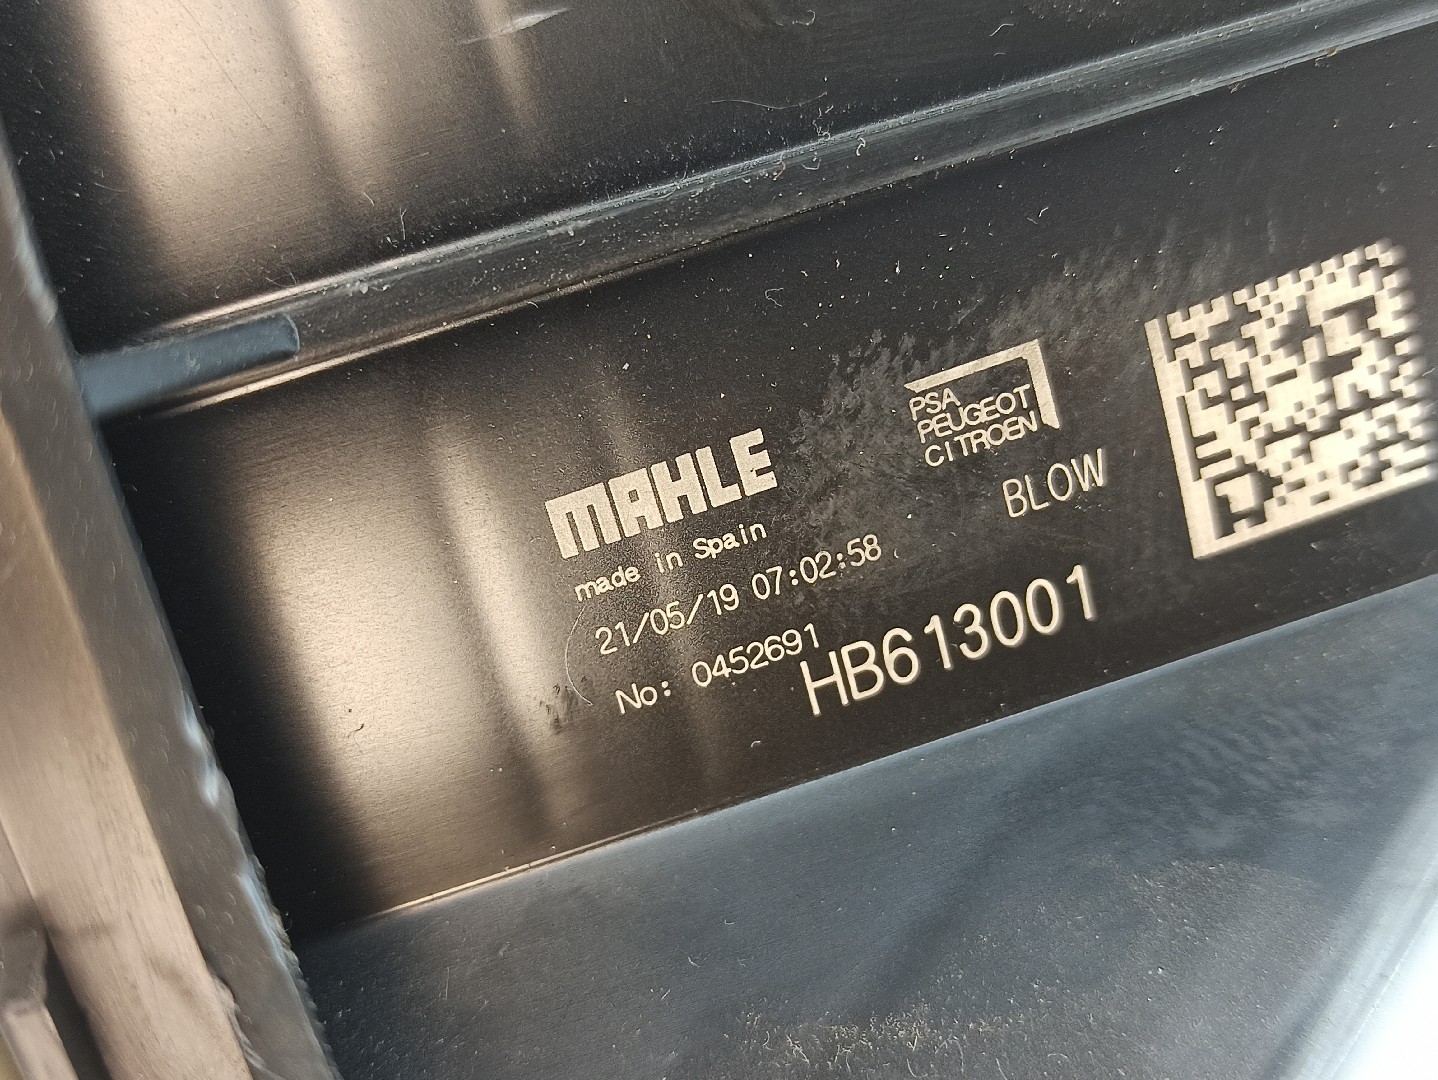 MAHLE
made in Spain
21/05/19 07:02:58
No: 0452691
HB613001
PSA
PEUGEOT
CITROEN
BLOW